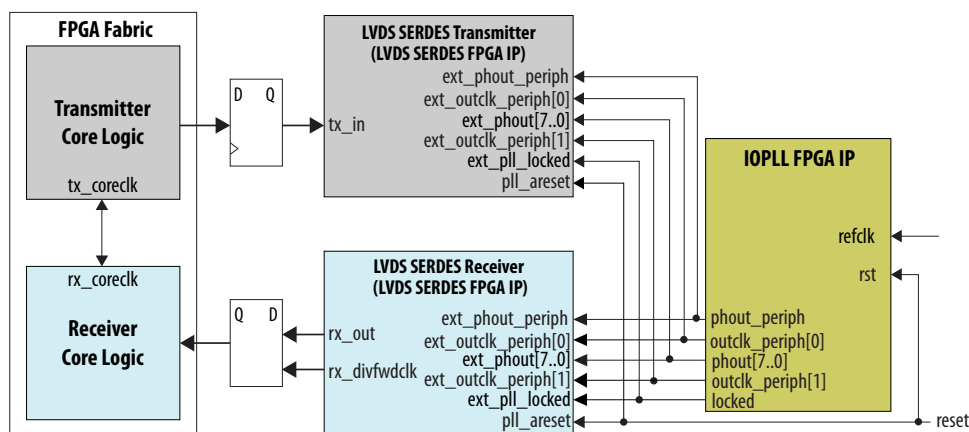 FPGA Fabric
Transmitter
Core Logic
tx_coreclk
rx_coreclk
Receiver
Core Logic
D Q
Q D
LVDS SERDES Transmitter
(LVDS SERDES FPGA IP)
tx_in
ext_phout_periph
ext_outclk_periph[0]
ext_phout[7..0]
ext_outclk_periph[1]
ext_pll_locked
pll_areset
LVDS SERDES Receiver
(LVDS SERDES FPGA IP)
rx_out
rx_divfwdclk
ext_phout_periph
ext_outclk_periph[0]
ext_phout[7..0]
ext_outclk_periph[1]
ext_pll_locked
pll_areset
IOPLL FPGA IP
refclk
rst
phout_periph
outclk_periph[0]
phout[7..0]
outclk_periph[1]
locked
reset